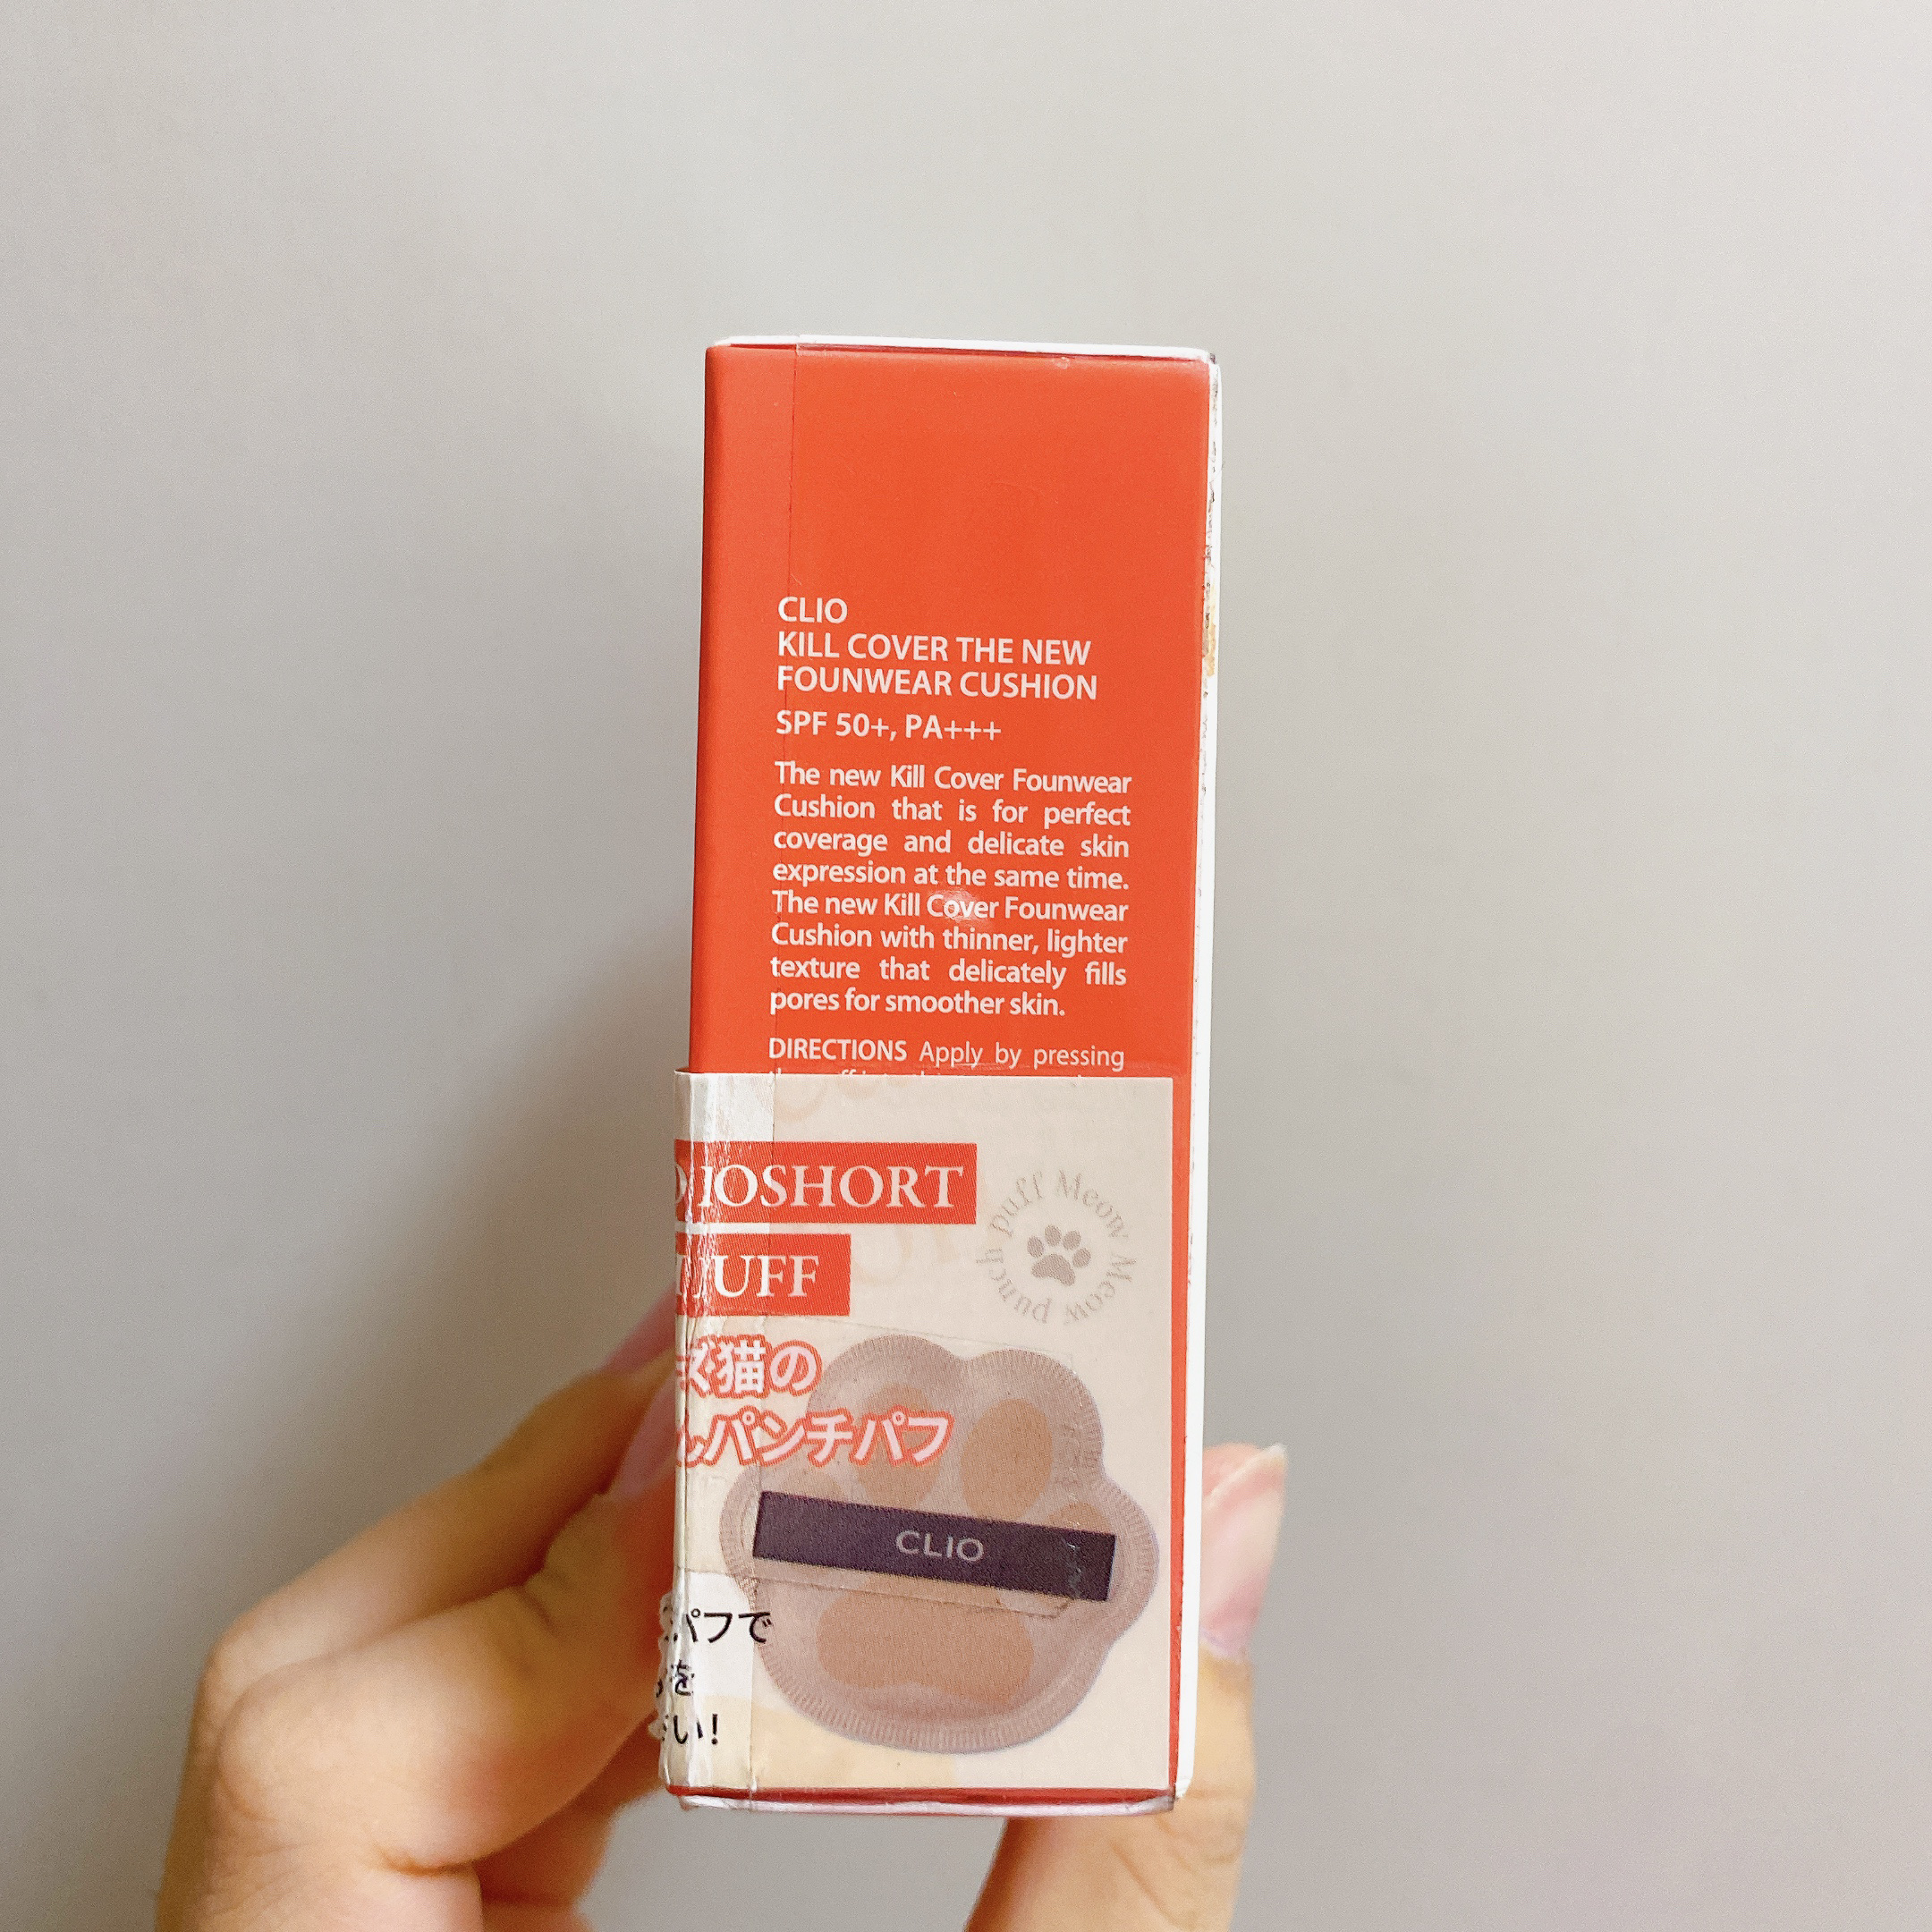 CLIO
KILL COVER THE NEW
FOUNWEAR CUSHION
SPF 50+, PA+++
The new Kill Cover Founwear
Cushion that is for perfect
coverage and delicate skin
expression at the same time.
The new Kill Cover Founwear
Cushion with thinner, lighter
texture that delicately fills
pores for smoother skin.
DIRECTIONS Apply by pressing
IOSHORT
UFF
Meow Meow punch puff
ズ猫の
んパンチパフ
CLIO
パフで
を
い!